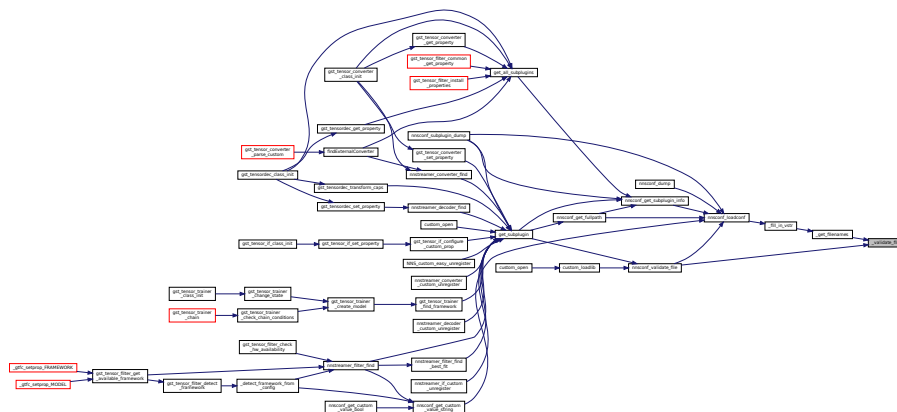 gst_tensor_converter
_get_property
gst_tensor_filter_common
_get_property
gst_tensor_converter
_class_init
get_all_subplugins
gst_tensor_filter_install
_properties
gst_tensordec_get_property
nnsconf_subplugin_dump
gst_tensor_converter
_parse_custom
findExternalConverter
gst_tensor_converter
_set_property
gst_tensordec_class_init
nnstreamer_converter_find
gst_tensordec_transform_caps
nnsconf_dump
nnsconf_get_subplugin_info
gst_tensordec_set_property
nnstreamer_decoder_find
nnsconf_get_fullpath
nnsconf_loadconf
_fill_in_vstr
custom_open
get_subplugin
_get_filenames
_validate_file
gst_tensor_if_class_init
gst_tensor_if_set_property
gst_tensor_if_configure
_custom_prop
NNS_custom_easy_unregister
custom_open
custom_loadlib
nnsconf_validate_file
nnstreamer_converter
_custom_unregister
gst_tensor_trainer
_class_init
gst_tensor_trainer
_change_state
gst_tensor_trainer
_create_model
gst_tensor_trainer
_find_framework
gst_tensor_trainer
_chain
gst_tensor_trainer
_check_chain_conditions
nnstreamer_decoder
_custom_unregister
gst_tensor_filter_check
_hw_availability
_gtfc_setprop_FRAMEWORK
gst_tensor_filter_get
_available_framework
nnstreamer_filter_find
nnstreamer_filter_find
_best_fit
_gtfc_setprop_MODEL
gst_tensor_filter_detect
_framework
_detect_framework_from
_config
nnstreamer_if_custom
_unregister
nnsconf_get_custom
_value_bool
nnsconf_get_custom
_value_string